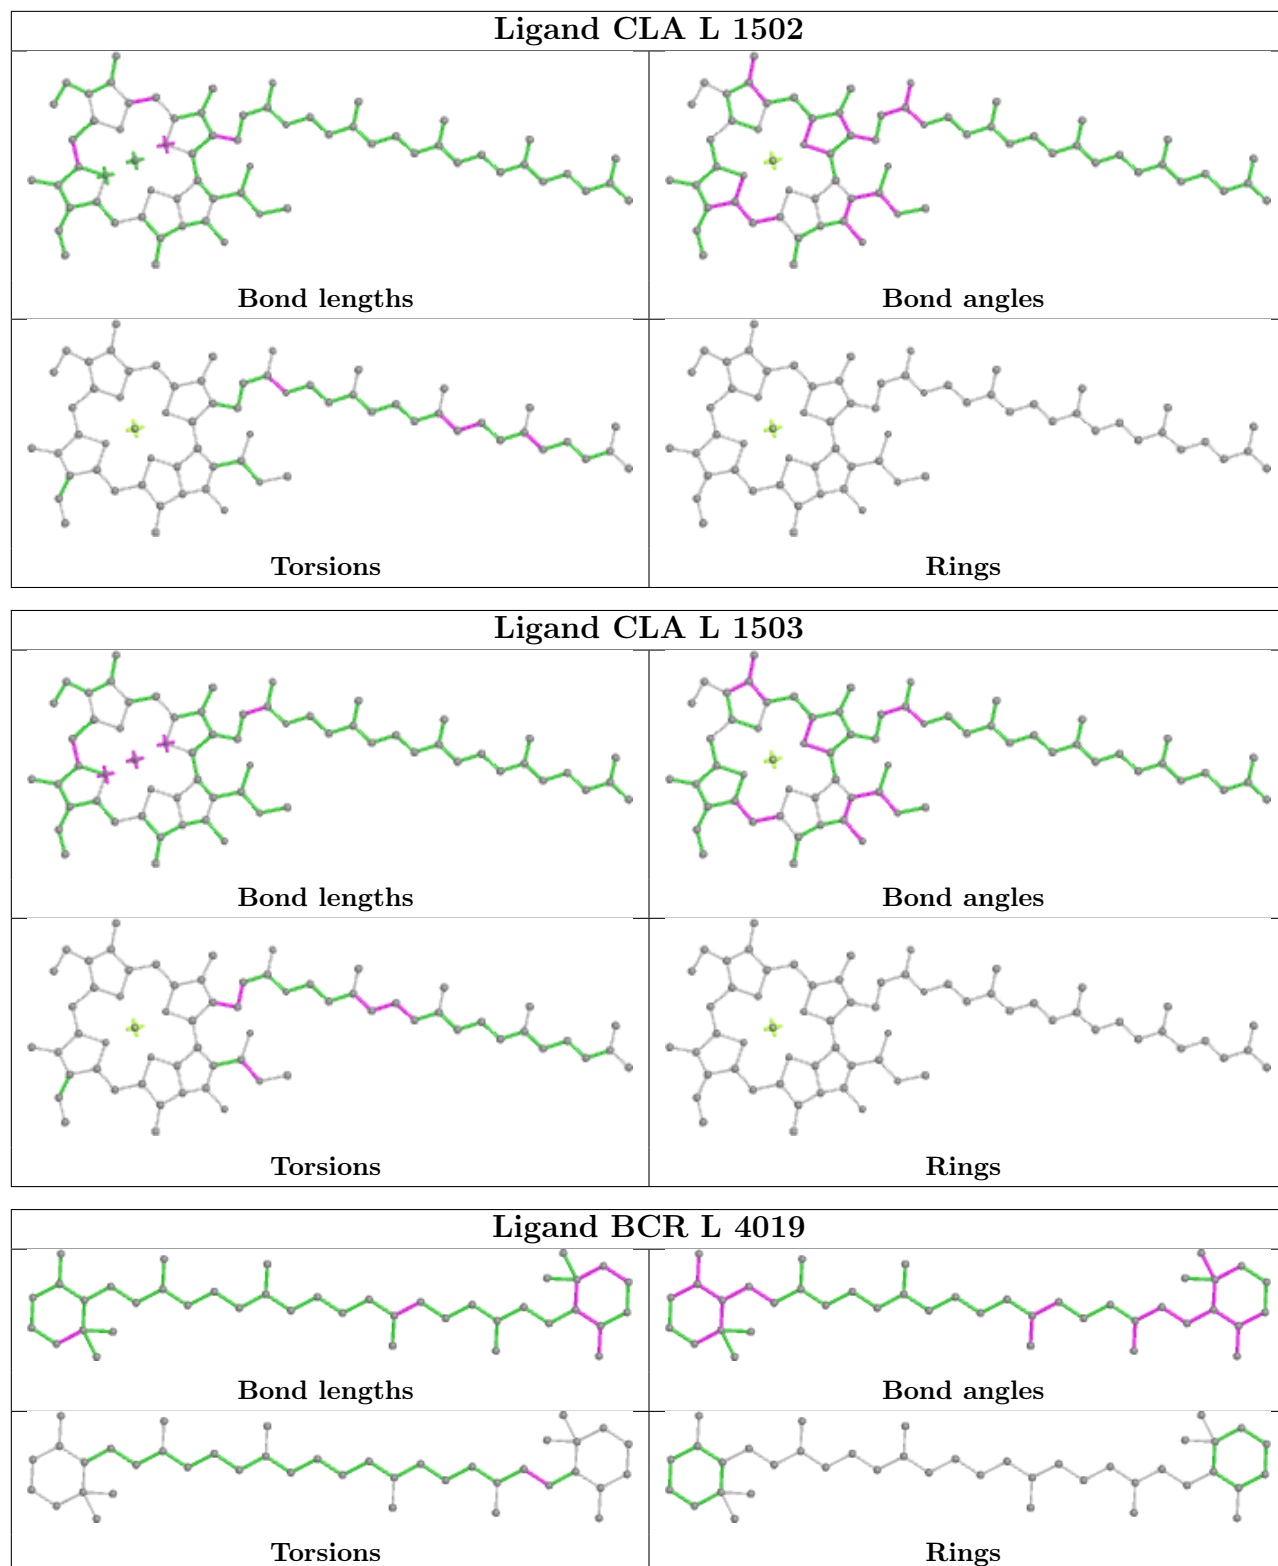 Ligand CLA L 1502
Bond lengths
Bond angles
Torsions
Rings
Ligand CLA L 1503
Bond lengths
Bond angles
Torsions
Rings
Ligand BCR L 4019
Bond lengths
Bond angles
Torsions
Rings